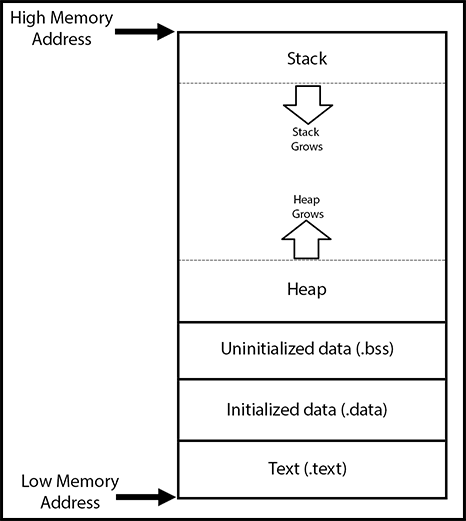 High Memory
Address
Stack
Stack
Grows
Heap
Grows
Heap
Uninitialized data (.bss)
Initialized data (.data)
Text (.text)
Low Memory
Address